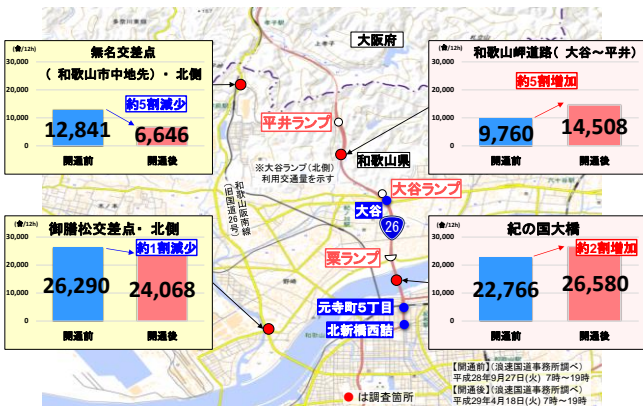 大阪府
和歌山県
(台/12h)
無名交差点
(和歌山市中地先)・北側
30,000
20,000
10,000
0
約5割減少
12,841
6,646
開通前
開通後
(台/12h)
和歌山岬道路(大谷～平井)
30,000
20,000
10,000
0
約5割増加
9,760
14,508
開通前
開通後
平井ランプ
※大谷ランプ(北側)
利用交通量を示す
和歌山阪南線
(旧国道26号)
大谷ランプ
大谷
26
粟ランプ
元寺町5丁目
北新橋西詰
(台/12h)
御膳松交差点・北側
30,000
20,000
10,000
0
約1割減少
26,290
24,068
開通前
開通後
(台/12h)
紀の国大橋
30,000
20,000
10,000
0
約2割増加
22,766
26,580
開通前
開通後
●は調査箇所
【開通前】(浪速国道事務所調べ)
平成28年9月27日(火) 7時～19時
【開通後】(浪速国道事務所調べ)
平成29年4月18日(火) 7時～19時